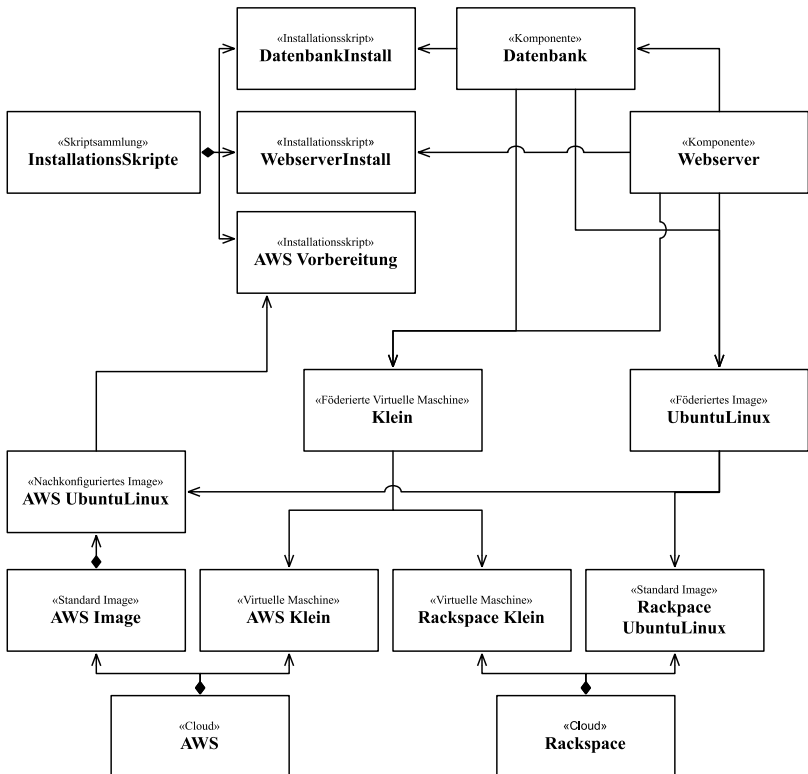 «Installationsskript»
DatenbankInstall
«Komponente»
Datenbank
«Skriptsammlung»
InstallationsSkripte
«Installationsskript»
WebserverInstall
«Komponente»
Webserver
«Installationsskript»
AWS Vorbereitung
«Föderierte Virtuelle Maschine»
Klein
«Föderiertes Image»
UbuntuLinux
«Nachkonfiguriertes Image»
AWS UbuntuLinux
«Standard Image»
AWS Image
«Virtuelle Maschine»
AWS Klein
«Virtuelle Maschine»
Rackspace Klein
«Standard Image»
Rackpace
UbuntuLinux
«Cloud»
AWS
«Cloud»
Rackspace